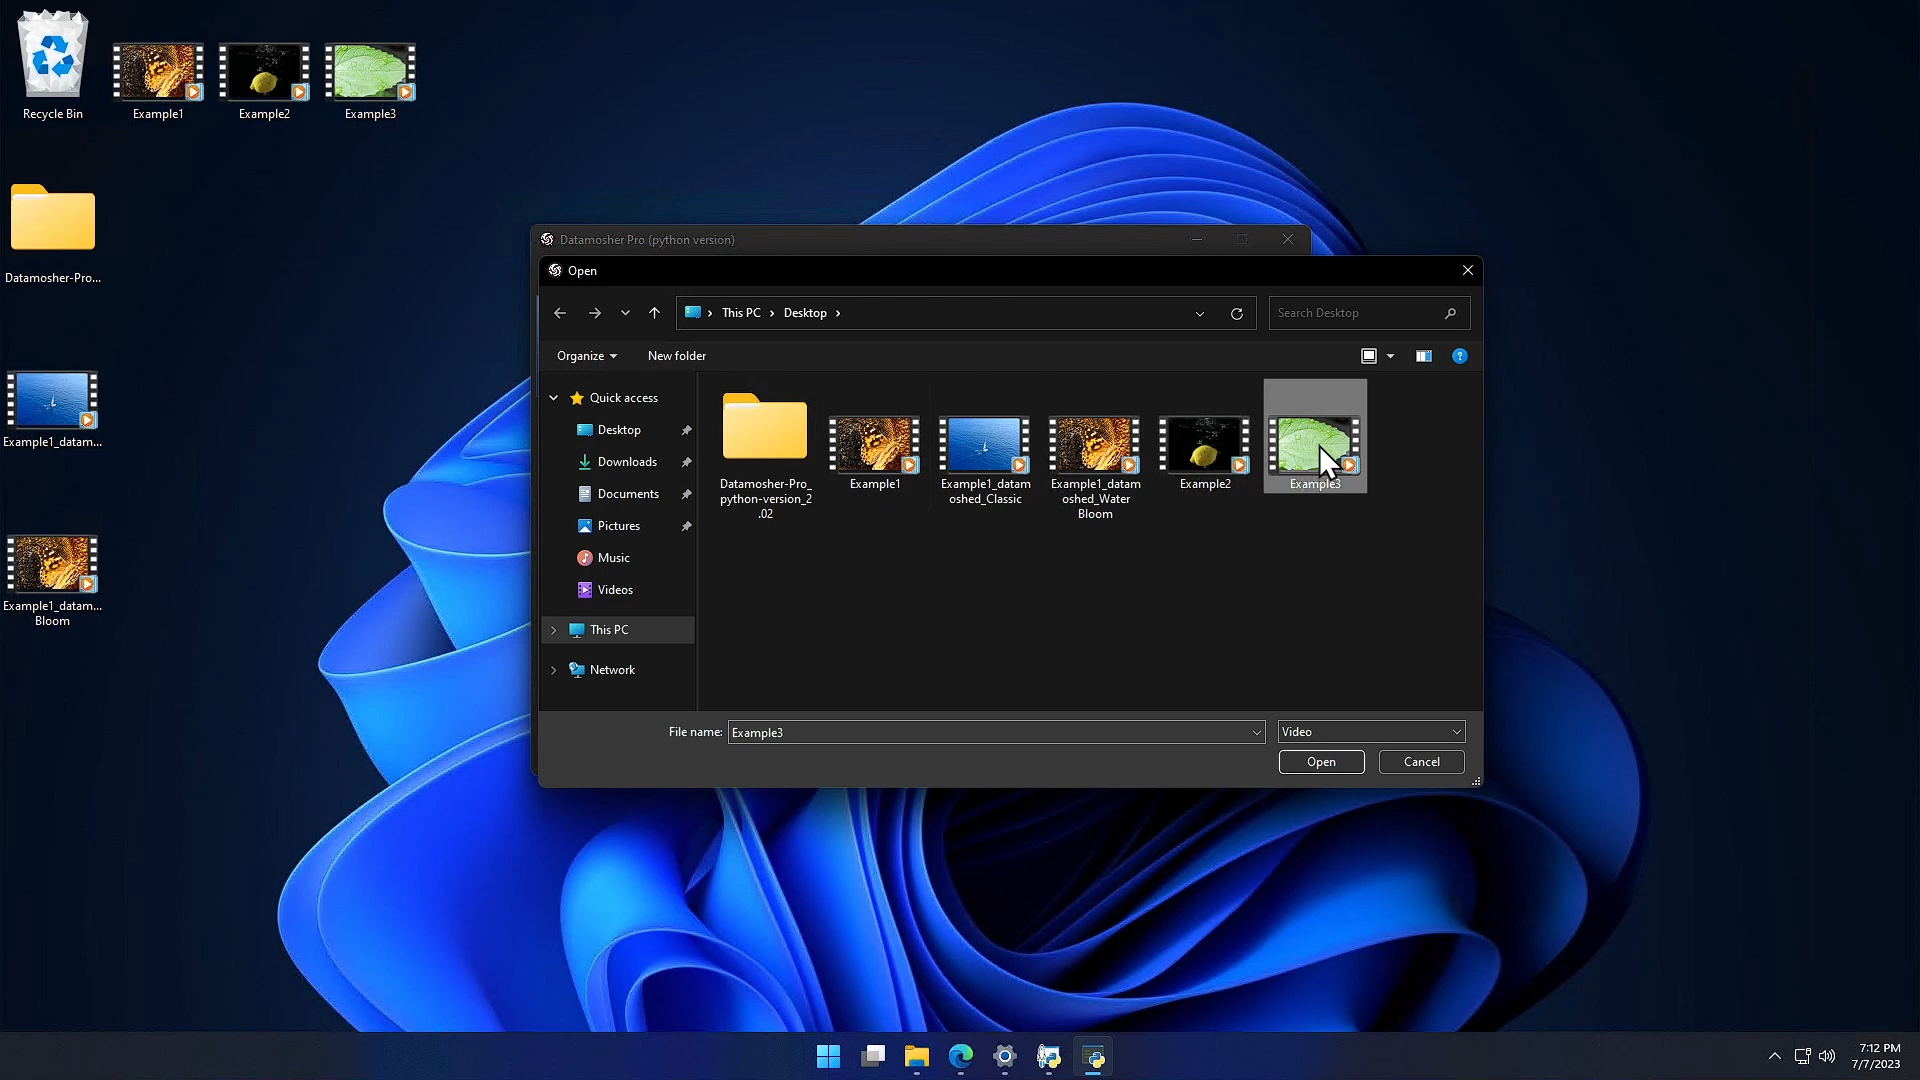 Recycle Bin
Example1
Example2
Example3
Datamosher-Pro...
Example1_datam...
Example1_datam...
Bloom
Datamosher Pro (python version)
Open
This PC
Desktop
Search Desktop
Organize
New folder
Quick access
Desktop
Downloads
Documents
Pictures
Music
Videos
This PC
Network
Datamosher-Pro_
python-version_2
.02
Example1
Example1_datam
oshed_Classic
Example1_datam
oshed_Water
Bloom
Example2
Example3
File name:
Example3
Video
Open
Cancel
7:12 PM
7/7/2023